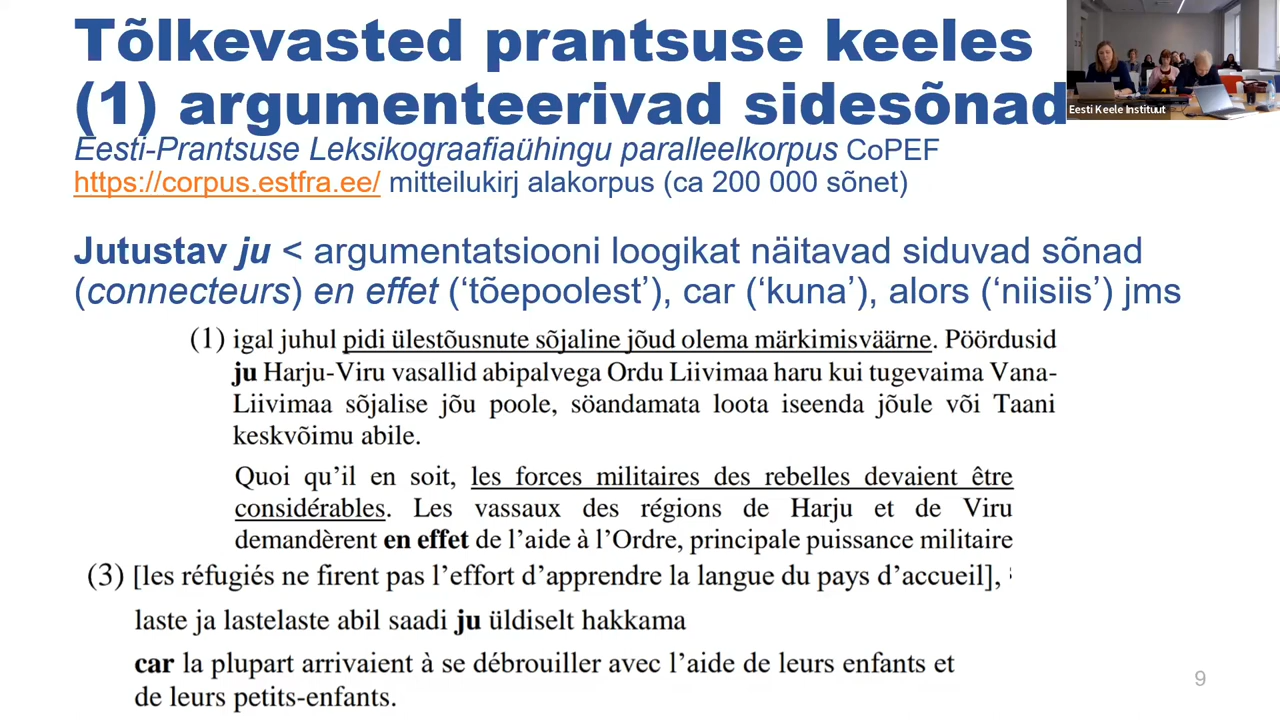 Tõlkevasted prantsuse keeles
(1) argumenteerivad sidesõnad
Eesti Keele Instituut
Eesti-Prantsuse Leksikograafiaühingu paralleelkorpus CoPEF
https://corpus.estfra.ee/ mitteilukirj alakorpus (ca 200 000 sõnet)
Jutustav ju < argumentatsiooni loogikat näitavad siduvad sõnad
(connecteurs) en effet (‘tõepoolest’), car (‘kuna’), alors (‘niisiis’) jms
(1) igal juhul pidi ülestõusnute sõjaline jõud olema märkimisväärne. Pöördusid
ju Harju-Viru vasallid abipalvega Ordu Liivimaa haru kui tugevaima Vana-
Liivimaa sõjalise jõu poole, söandamata loota iseenda jõule või Taani
keskvõimu abile.
Quoi qu’il en soit, les forces militaires des rebelles devaient être
considérables. Les vassaux des régions de Harju et de Viru
demandèrent en effet de l’aide à l’Ordre, principale puissance militaire
(3) [les réfugiés ne firent pas l’effort d’apprendre la langue du pays d’accueil],
laste ja lastelaste abil saadi ju üldiselt hakkama
car la plupart arrivaient à se débrouiller avec l’aide de leurs enfants et
de leurs petits-enfants.
9